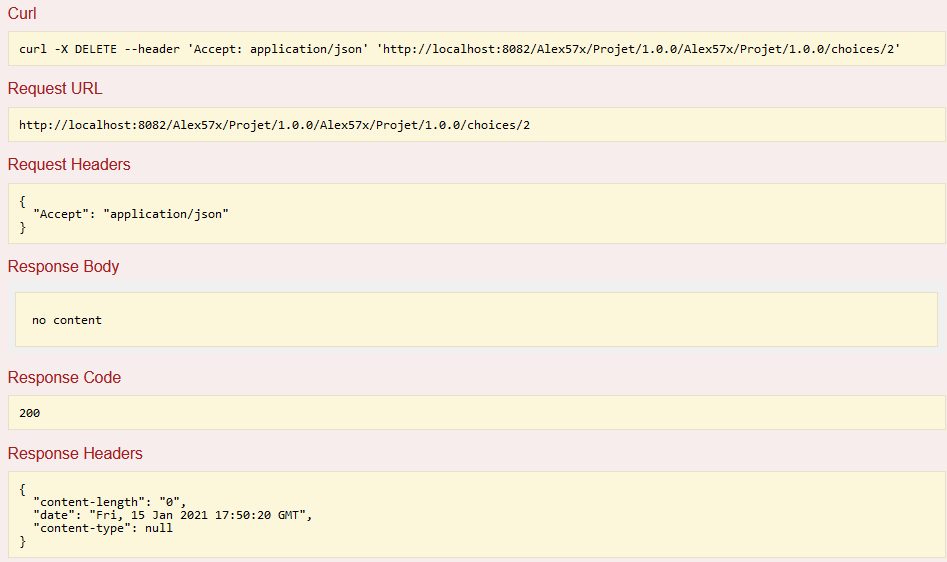 Curl
curl -X DELETE --header 'Accept: application/json' 'http://localhost:8082/Alex57x/Projet/1.0.0/Alex57x/Projet/1.0.0/choices/2'
Request URL
http://localhost:8082/Alex57x/Projet/1.0.0/Alex57x/Projet/1.0.0/choices/2
Request Headers
{
  "Accept": "application/json"
}
Response Body
no content
Response Code
200
Response Headers
{
  "content-length": "0",
  "date": "Fri, 15 Jan 2021 17:50:20 GMT",
  "content-type": null
}